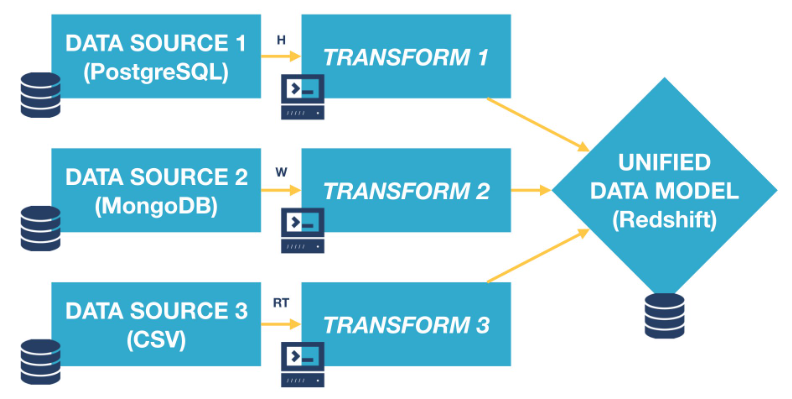 DATA SOURCE 1
(PostgreSQL)
H
TRANSFORM 1
DATA SOURCE 2
(MongoDB)
W
TRANSFORM 2
UNIFIED
DATA MODEL
(Redshift)
DATA SOURCE 3
(CSV)
RT
TRANSFORM 3